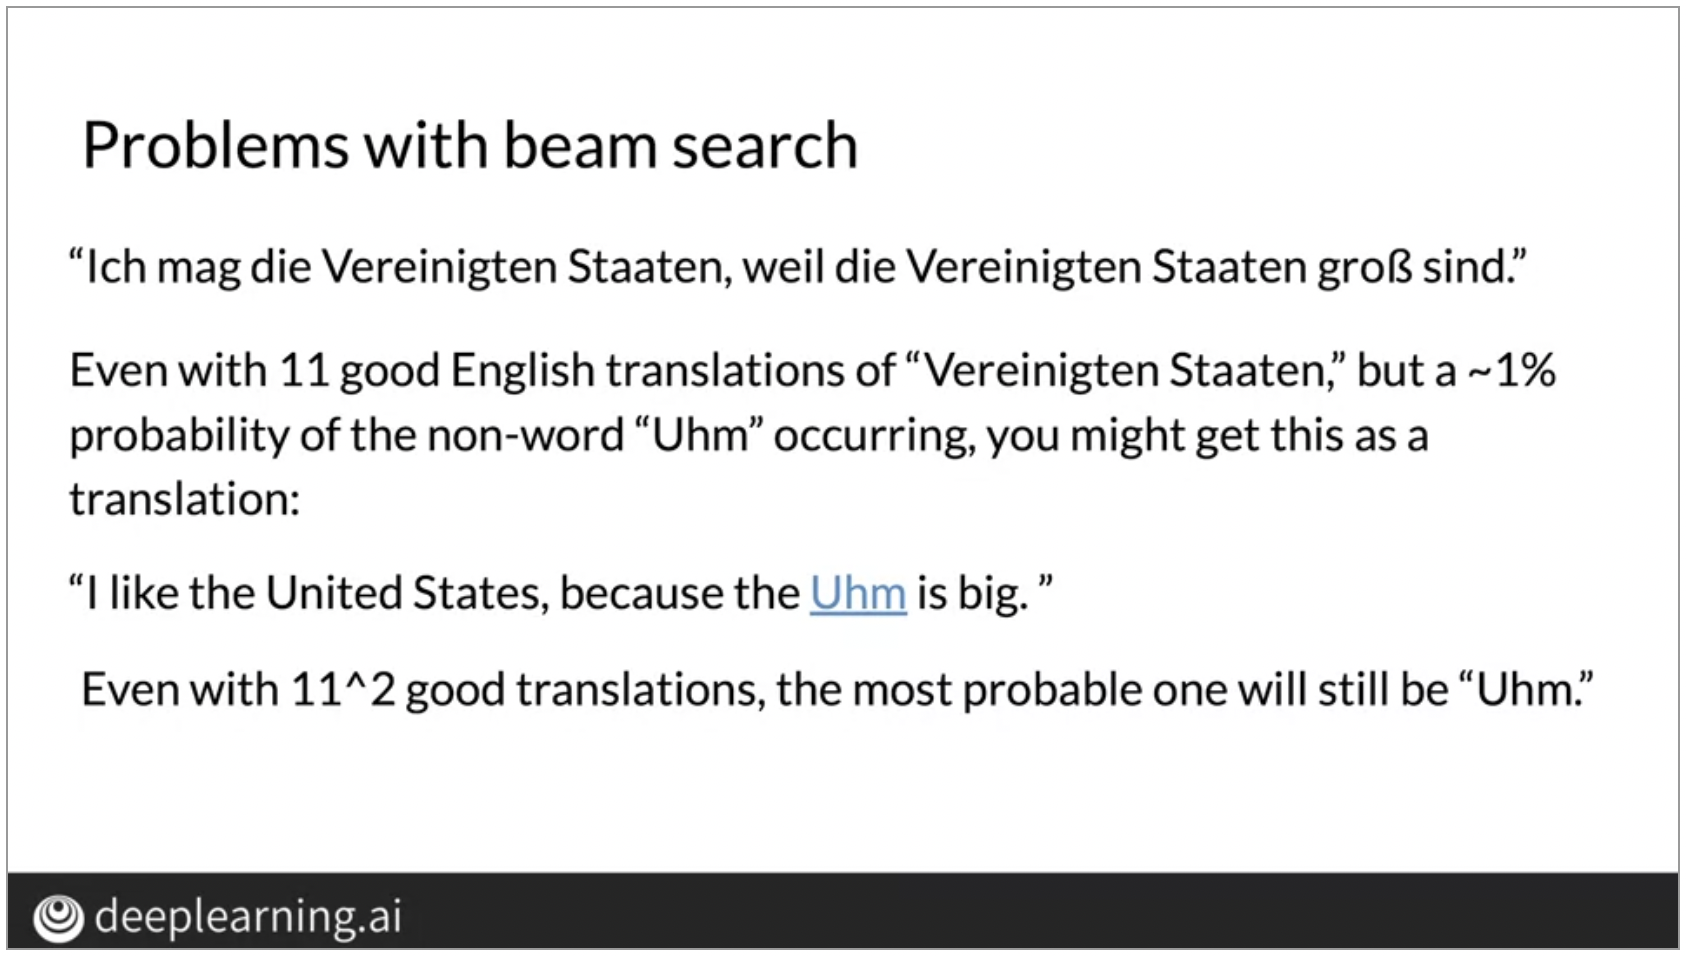 Problems with beam search
“Ich mag die Vereinigten Staaten, weil die Vereinigten Staaten groß sind.”
Even with 11 good English translations of “Vereinigten Staaten,” but a ~1%
probability of the non-word “Uhm” occurring, you might get this as a
translation:
“I like the United States, because the Uhm is big. ”
Even with 11^2 good translations, the most probable one will still be “Uhm.”
deeplearning.ai